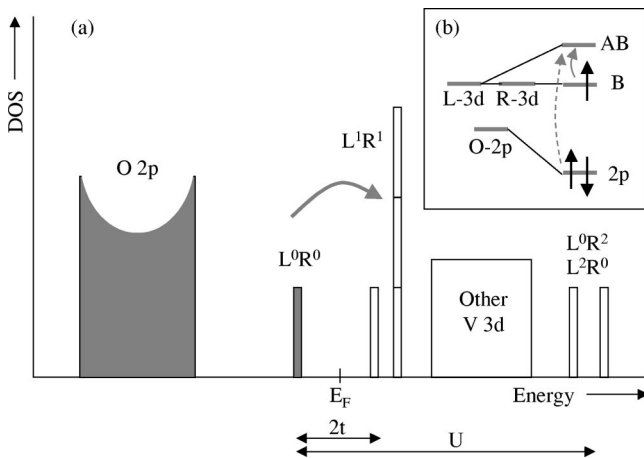 (a)
DOS
O 2p
L⁰R⁰
L¹R¹
Other
V 3d
L⁰R²
L²R⁰
E_F
Energy
2t
U
(b)
AB
L-3d
R-3d
B
O-2p
2p